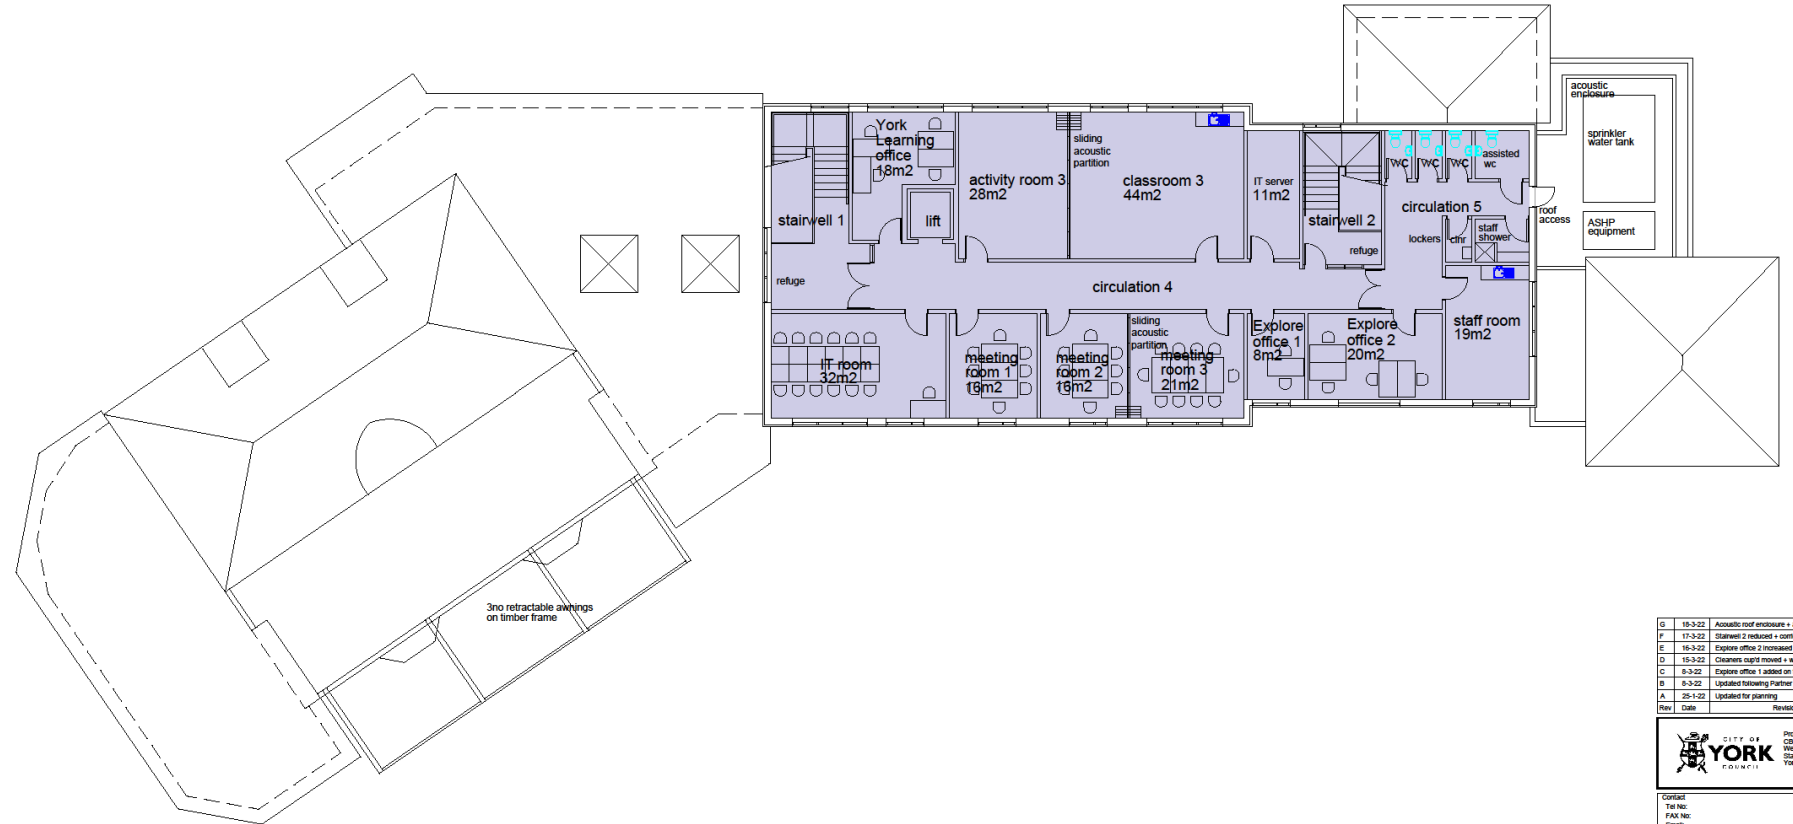 acoustic
enclosure
sprinkler
water tank
York
Learning
office
18m2
sliding
acoustic
partition
activity room 3
28m2
classroom 3
44m2
IT server
11m2
WC
WC
WC
assisted
wc
stairwell 1
lift
stairwell 2
circulation 5
roof
access
ASHP
equipment
refuge
lockers
clnr
staff
shower
refuge
circulation 4
IT room
32m2
meeting
room 1
16m2
meeting
room 2
16m2
sliding
acoustic
partition
meeting
room 3
21m2
Explore
office 1
8m2
Explore
office 2
20m2
staff room
19m2
3no retractable awnings
on timber frame
G 18-3-22 Acoustic roof enclosure +
F 17-3-22 Stairwell 2 reduced +
E 16-3-22 Explore office 2 increased
D 15-3-22 Cleaners cup'd moved +
C 8-3-22 Explore office 1 added on
B 8-3-22 Updated following Partner
A 25-1-22 Updated for planning
Rev Date
CITY OF
YORK
COUNCIL
Contact
Tel No:
FAX No: